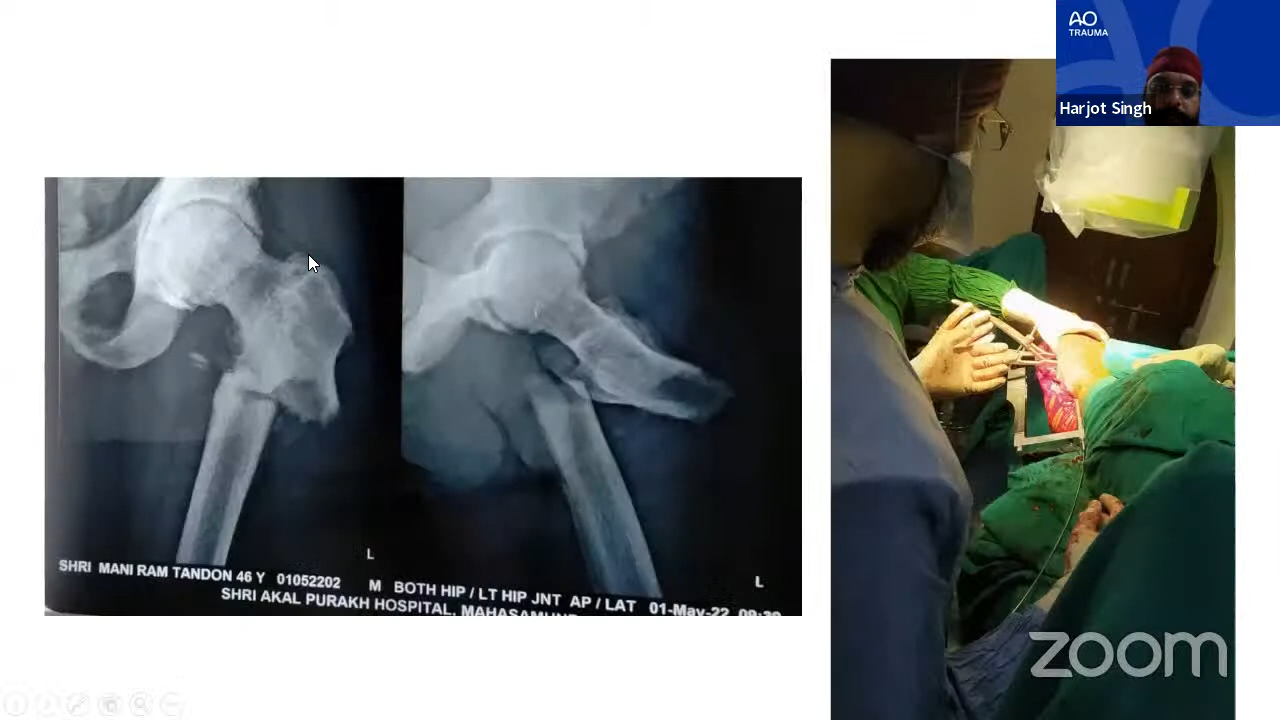 AO
TRAUMA
Harjot Singh
L
L
SHRI MANI RAM TANDON 46 Y 01052202 M BOTH HIP / LT HIP JNT AP / LAT 01-May-22
SHRI AKAL PURAKH HOSPITAL, MAHASAMUND
zoom